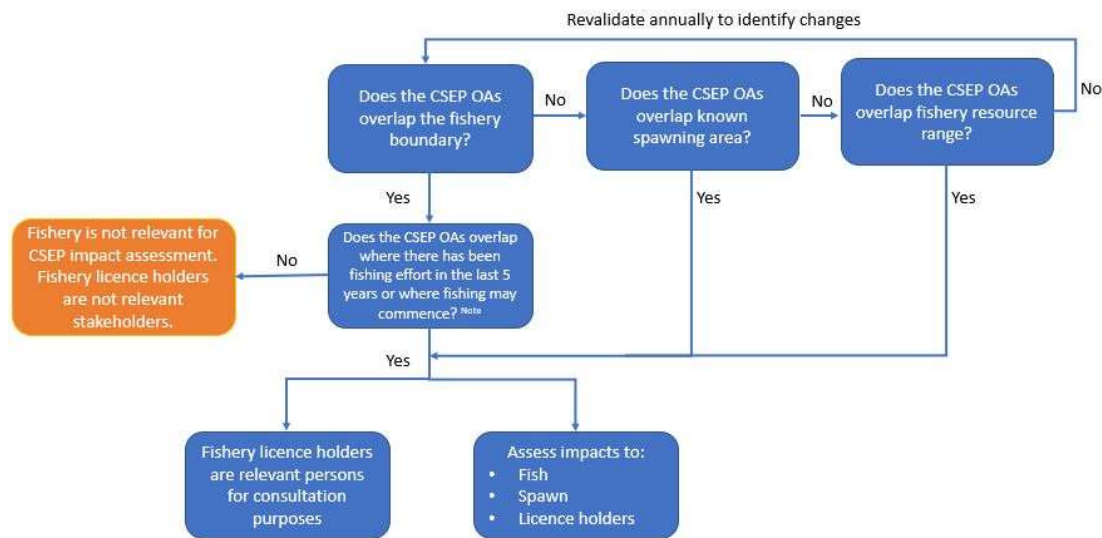 Revalidate annually to identify changes
Does the CSEP OAs
overlap the fishery
boundary?
No
Does the CSEP OAs
overlap known
spawning area?
No
Does the CSEP OAs
overlap fishery resource
range?
No
Yes
Yes
Yes
Fishery is not relevant for
CSEP impact assessment.
Fishery licence holders
are not relevant
stakeholders.
No
Does the CSEP OAs overlap
where there has been
fishing effort in the last 5
years or where fishing may
commence? Note
Yes
Fishery licence holders
are relevant persons
for consultation
purposes
Assess impacts to:
• Fish
• Spawn
• Licence holders